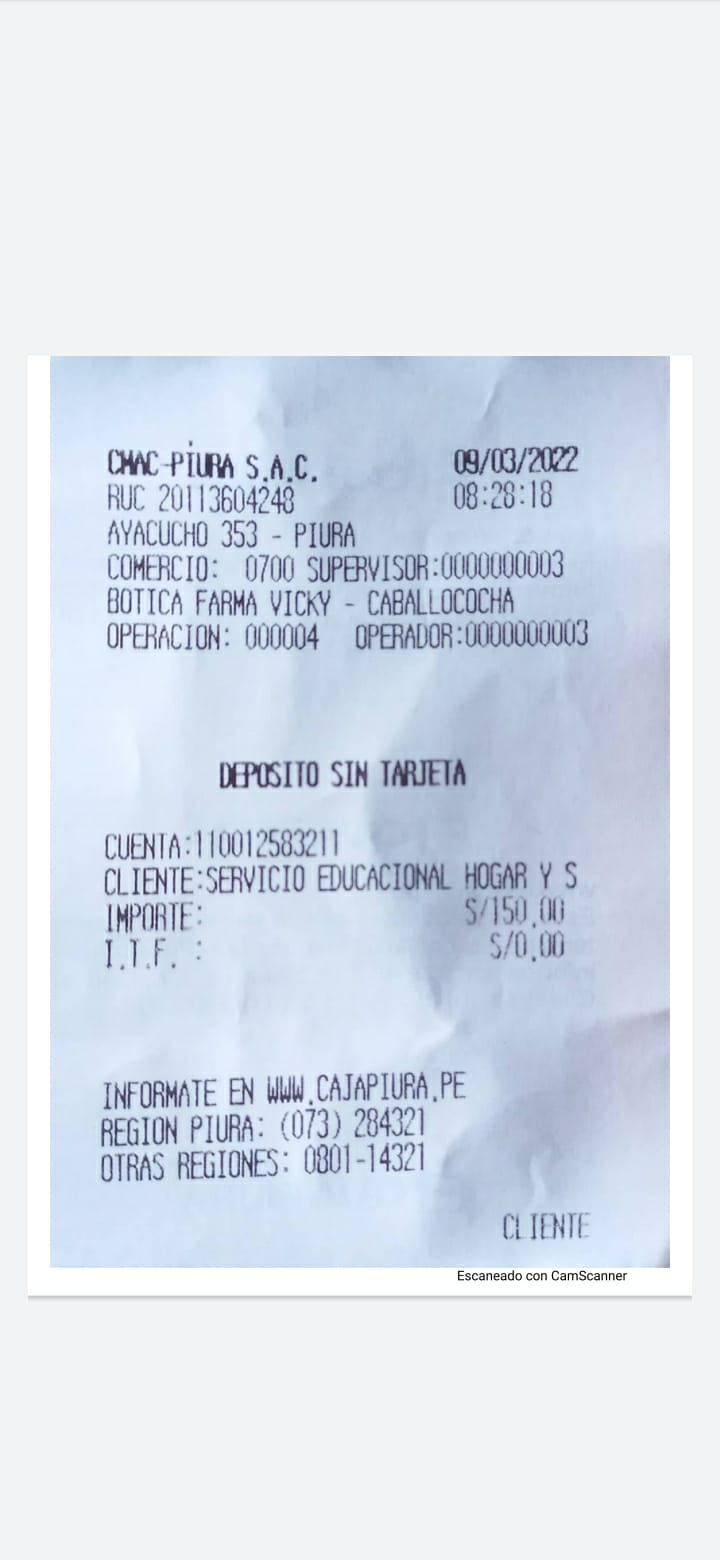 CMAC-PIURA S.A.C. 09/03/2022
RUC 20113604248 08:28:18
AYACUCHO 353 - PIURA
COMERCIO: 0700 SUPERVISOR:0000000003
BOTICA FARMA VICKY - CABALLOCOCHA
OPERACION: 000004 OPERADOR:0000000003
DEPOSITO SIN TARJETA
CUENTA:110012583211
CLIENTE:SERVICIO EDUCACIONAL HOGAR Y S
IMPORTE: S/150.00
I.T.F. : S/0.00
INFORMATE EN WWW.CAJAPIURA.PE
REGION PIURA: (073) 284321
OTRAS REGIONES: 0801-14321
CLIENTE
Escaneado con CamScanner